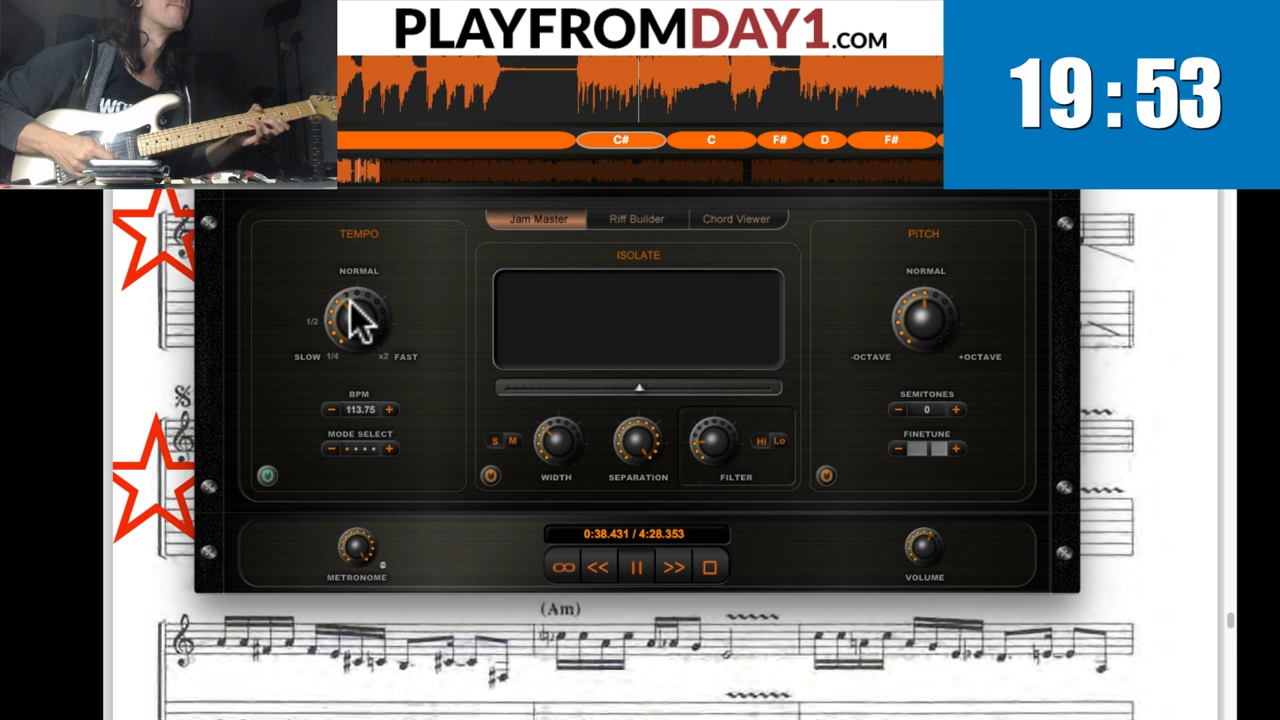 PLAYFROMDAY1.COM
19:53
C# C F# D F#
Jam Master Riff Builder Chord Viewer
TEMPO
NORMAL
1/2
SLOW 1/4 x2 FAST
BPM
− 113.75 +
MODE SELECT
− +
ISOLATE
S M
Hi Lo
WIDTH SEPARATION FILTER
PITCH
NORMAL
-OCTAVE +OCTAVE
SEMITONES
− 0 +
FINETUNE
− +
METRONOME
0:38.431 / 4:28.353
<< >>
VOLUME
(Am)